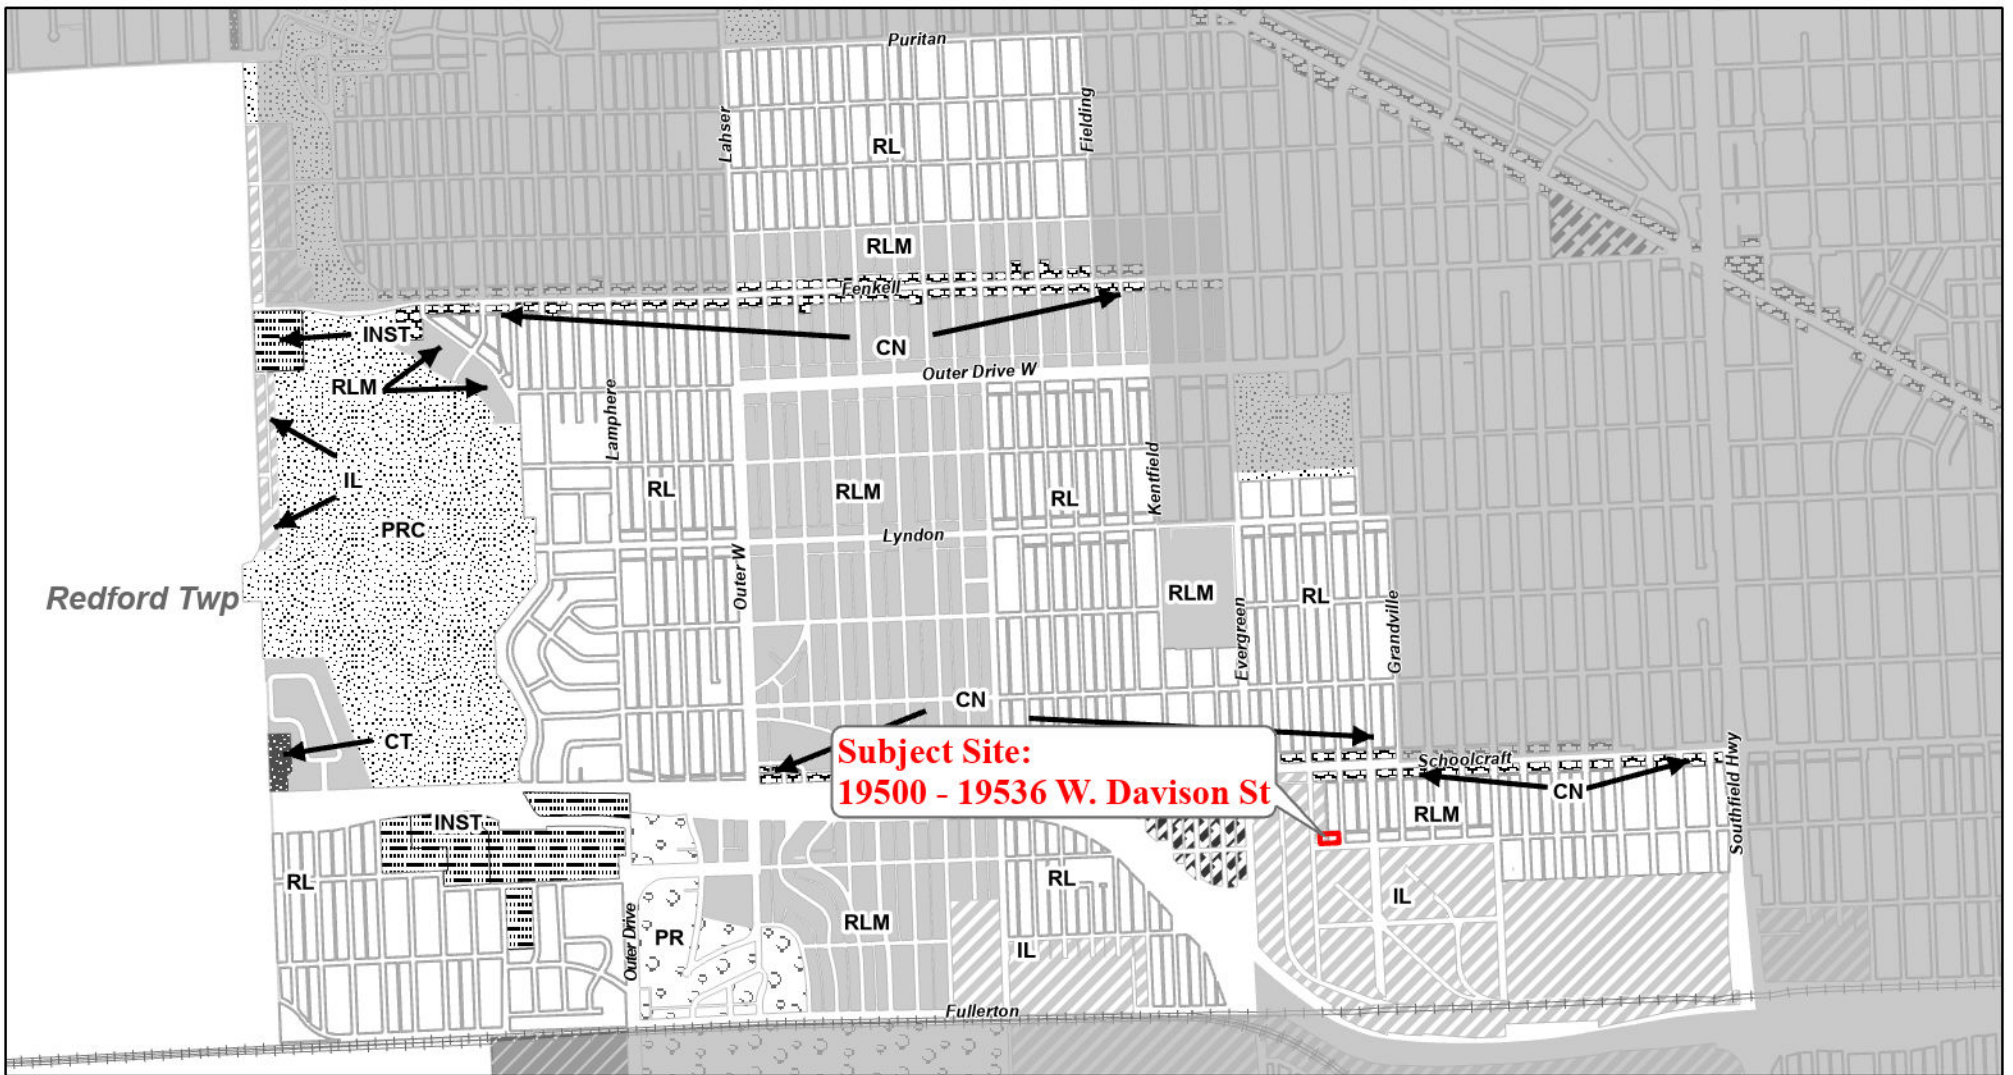 Puritan
Lahser
Fielding
RL
RLM
Fenkell
INST
CN
RLM
Outer Drive W
Lamphere
Kentfield
IL
RL
RLM
RL
PRC
Lyndon
Redford Twp
Outer W
RLM
RL
Evergreen
Grandville
CN
CT
Subject Site:
19500 - 19536 W. Davison St
Schoolcraft
CN
Southfield Hwy
INST
RLM
RL
RL
IL
Outer Drive
PR
RLM
IL
Fullerton